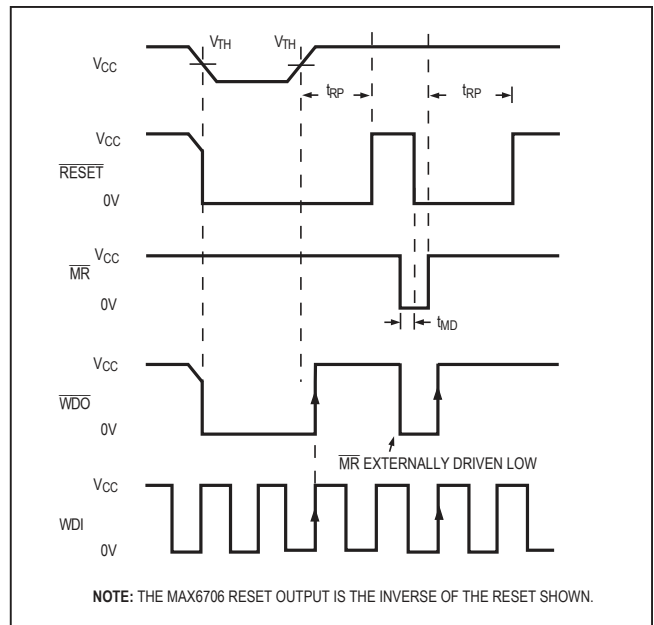 VTH VTH
VCC
tRP tRP
VCC
RESET
0V
VCC
MR
0V
tMD
VCC
WDO
0V
MR EXTERNALLY DRIVEN LOW
VCC
WDI
0V
NOTE: THE MAX6706 RESET OUTPUT IS THE INVERSE OF THE RESET SHOWN.